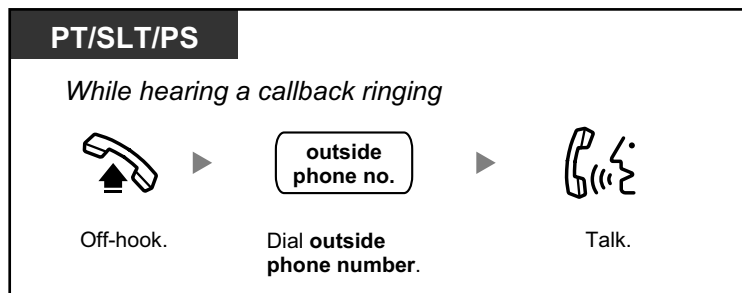 PT/SLT/PS
While hearing a callback ringing
outside
phone no.
Off-hook.
Dial outside
phone number.
Talk.